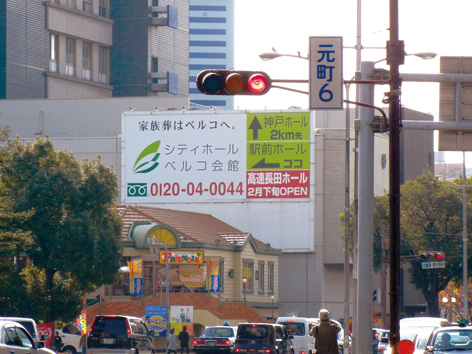 元町6
家族葬はベルコへ。
シティホール
ベルコ会館
0120-04-0044
神戸ホール
2km先
駅前ホール
ココ
高速長田ホール
2月下旬OPEN